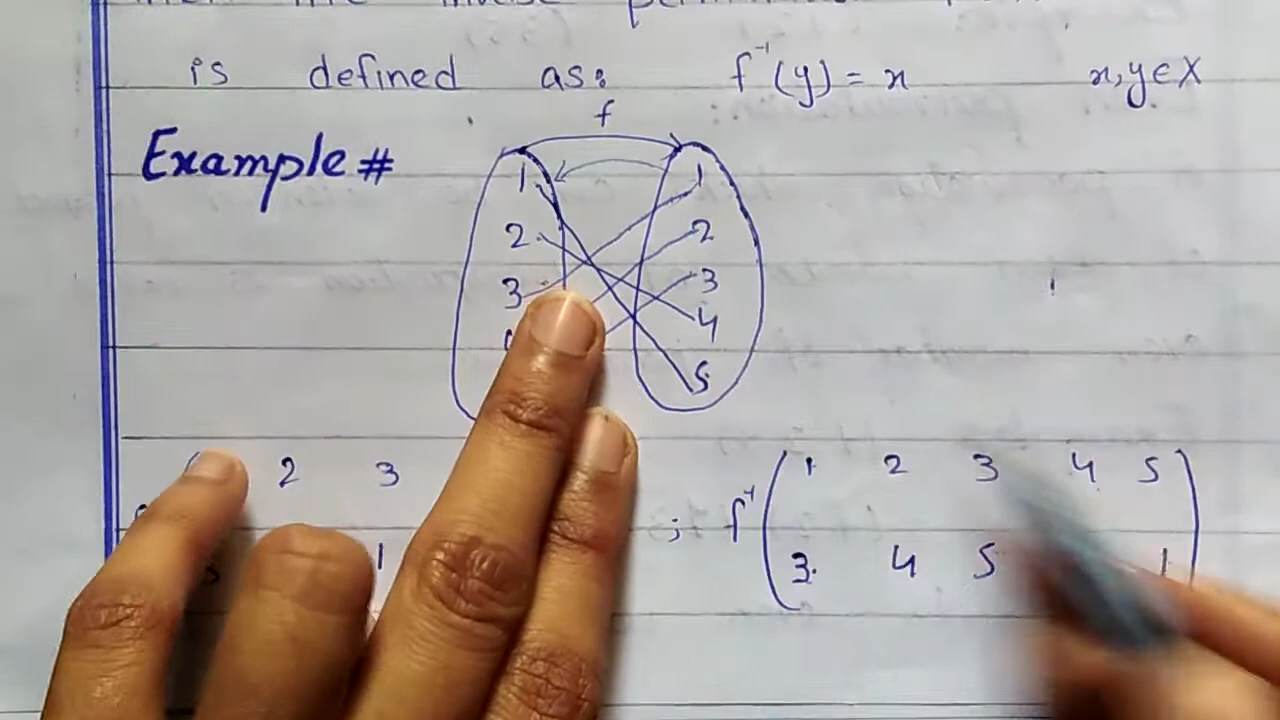 is defined as: f⁻¹(y) = x x,y ∈ X
f
Example #
1 1
2 2
3 3
4
5
2 3 ; f⁻¹ ( 1 2 3 4 5 )
1 3 4 5 1